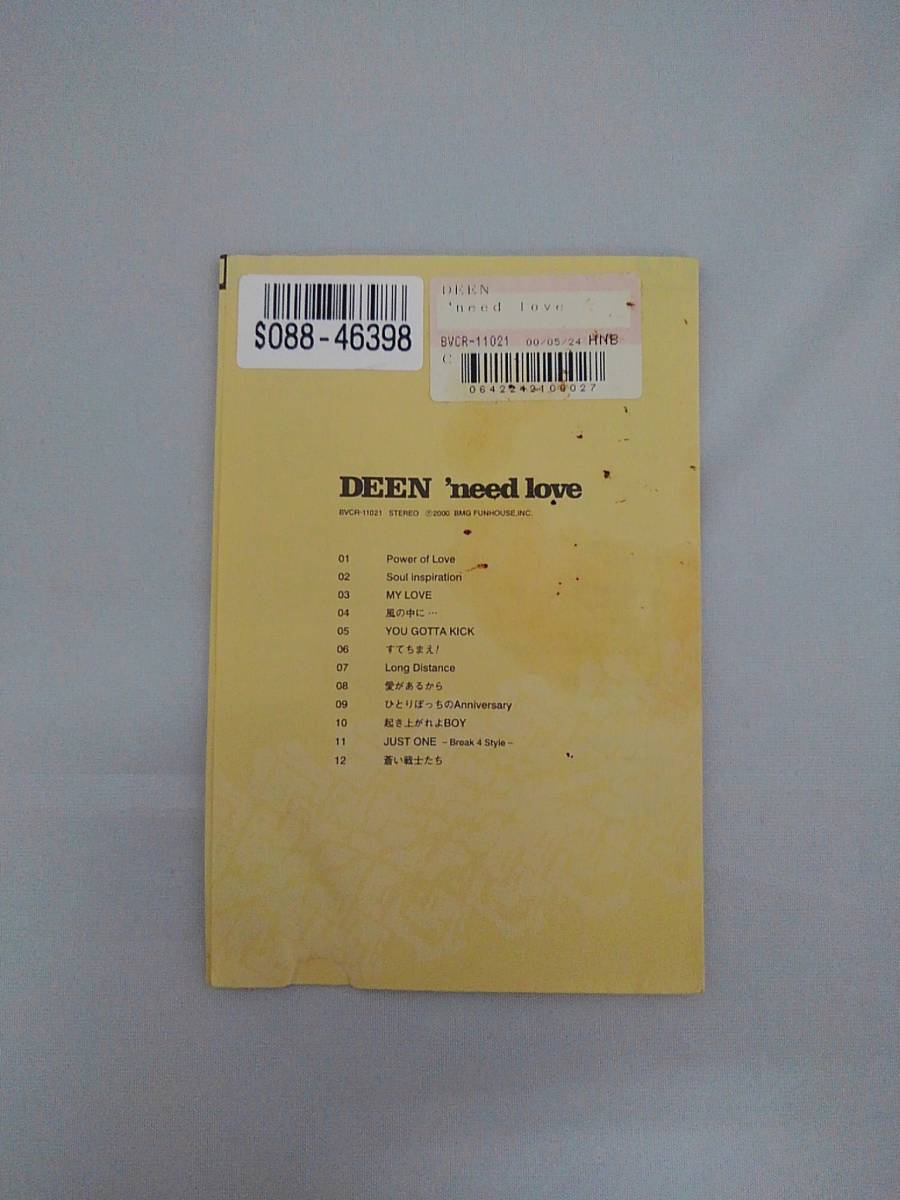 S088-46398
DEEN
'need love
BVCR-11021 00/05/24 HNB
C
DEEN 'need love
BVCR-11021 STEREO Ⓟ2000 BMG FUNHOUSE, INC.
01 Power of Love
02 Soul inspiration
03 MY LOVE
04 風の中に…
05 YOU GOTTA KICK
06 すてちまえ!
07 Long Distance
08 愛があるから
09 ひとりぼっちのAnniversary
10 起き上がれよBOY
11 JUST ONE －Break 4 Style－
12 蒼い戦士たち